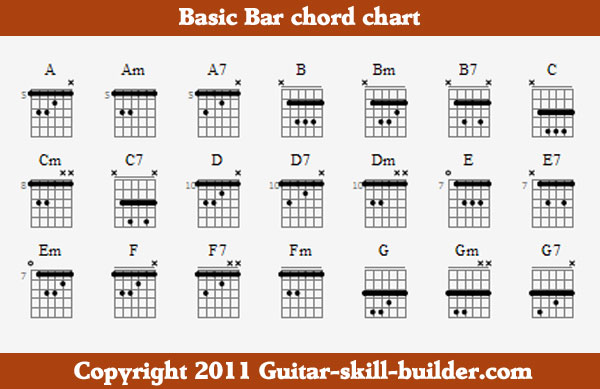 Basic Bar chord chart
A Am A7 B Bm B7 C
5 5 5
Cm C7 D D7 Dm E E7
8 10 10 10 7 7
Em F F7 Fm G Gm G7
7
Copyright 2011 Guitar-skill-builder.com